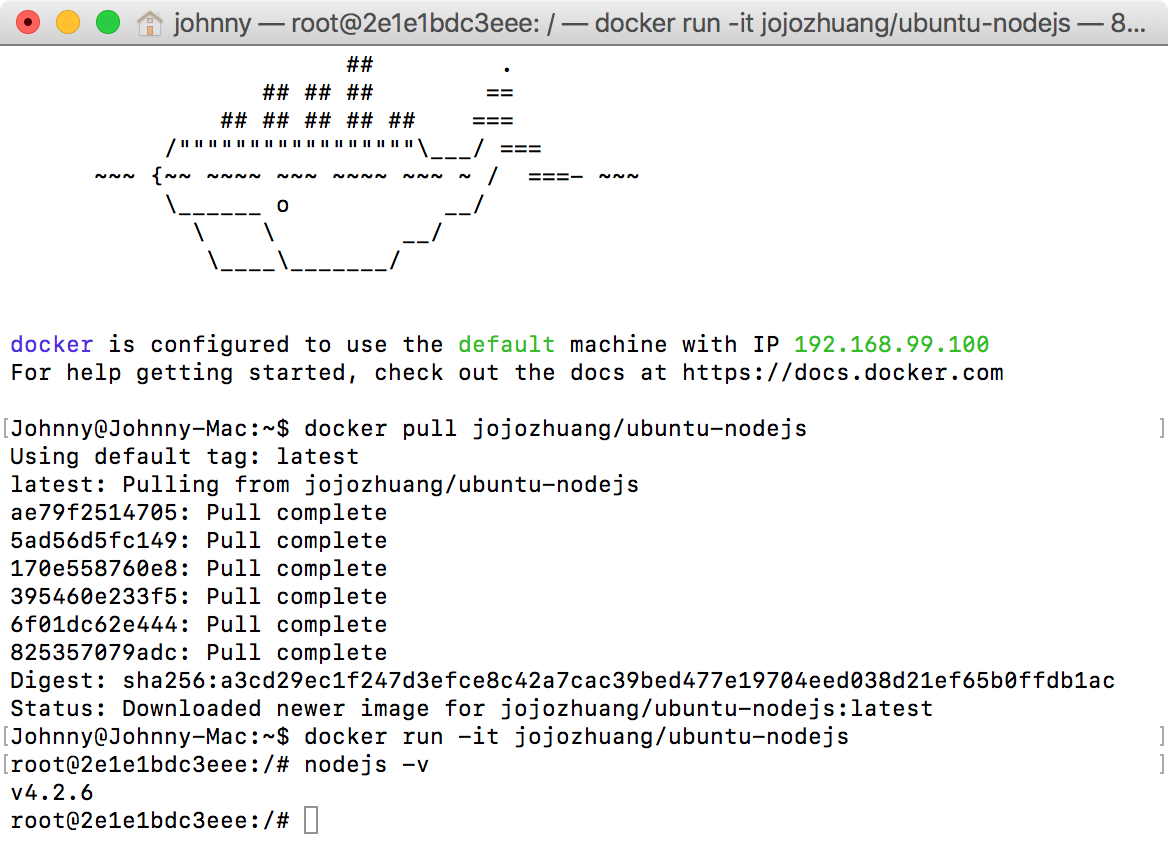 johnny — root@2e1e1bdc3eee: / — docker run -it jojozhuang/ubuntu-nodejs — 8...
                        ##         .
                  ## ## ##        ==
               ## ## ## ## ##    ===
           /"""""""""""""""""\___/ ===
      ~~~ {~~ ~~~~ ~~~ ~~~~ ~~~ ~ /  ===- ~~~
           \______ o           __/
             \    \         __/
              \____\_______/
docker is configured to use the default machine with IP 192.168.99.100
For help getting started, check out the docs at https://docs.docker.com
[Johnny@Johnny-Mac:~$ docker pull jojozhuang/ubuntu-nodejs ]
Using default tag: latest
latest: Pulling from jojozhuang/ubuntu-nodejs
ae79f2514705: Pull complete
5ad56d5fc149: Pull complete
170e558760e8: Pull complete
395460e233f5: Pull complete
6f01dc62e444: Pull complete
825357079adc: Pull complete
Digest: sha256:a3cd29ec1f247d3efce8c42a7cac39bed477e19704eed038d21ef65b0ffdb1ac
Status: Downloaded newer image for jojozhuang/ubuntu-nodejs:latest
[Johnny@Johnny-Mac:~$ docker run -it jojozhuang/ubuntu-nodejs ]
[root@2e1e1bdc3eee:/# nodejs -v ]
v4.2.6
root@2e1e1bdc3eee:/#